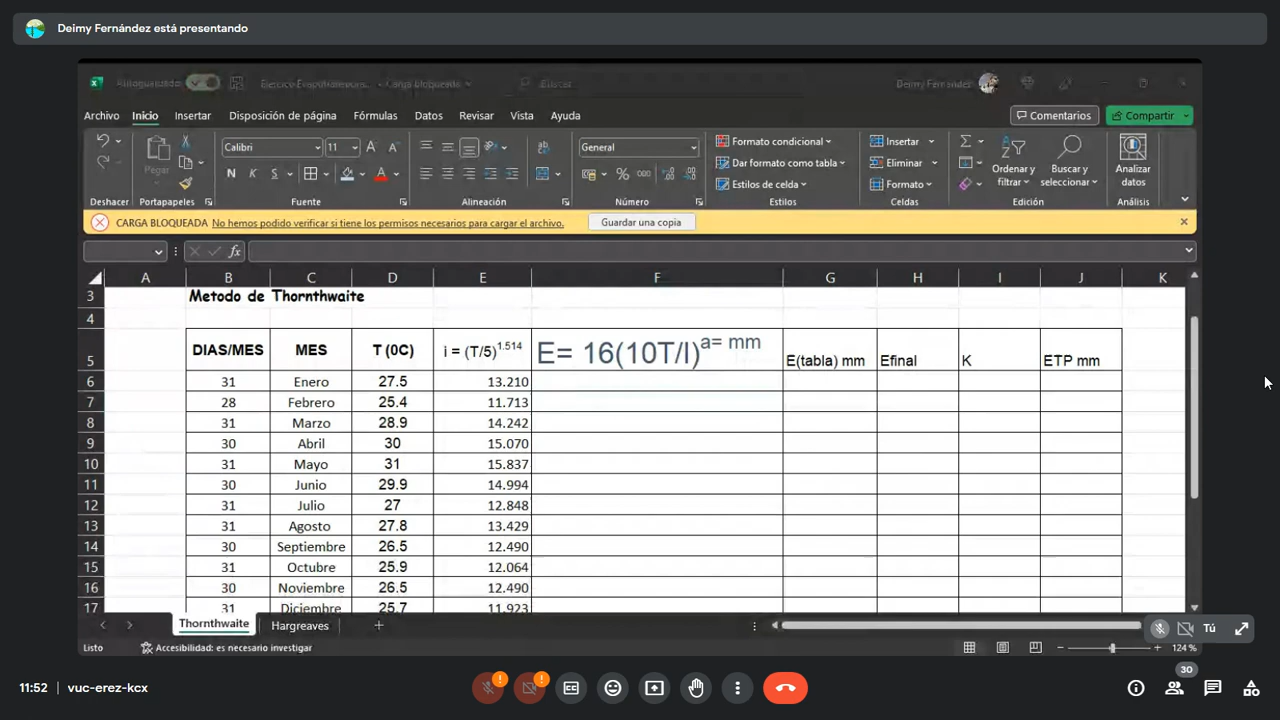 Deimy Fernández está presentando
Autoguardado
Carga bloqueada
Buscar
Deimy Fernández
Archivo Inicio Insertar Disposición de página Fórmulas Datos Revisar Vista Ayuda Comentarios Compartir
Calibri 11 General Formato condicional Insertar
Pegar Dar formato como tabla Eliminar Ordenar y filtrar Buscar y seleccionar Analizar datos
N K S Estilos de celda Formato
Deshacer Portapapeles Fuente Alineación Número Estilos Celdas Edición Análisis
CARGA BLOQUEADA No hemos podido verificar si tiene los permisos necesarios para cargar el archivo. Guardar una copia
fx
A B C D E F G H I J K
3 Metodo de Thornthwaite
4
5 DIAS/MES MES T (0C) i = (T/5)^1.514 E= 16(10T/I)^a= mm E(tabla) mm Efinal K ETP mm
6 31 Enero 27.5 13.210
7 28 Febrero 25.4 11.713
8 31 Marzo 28.9 14.242
9 30 Abril 30 15.070
10 31 Mayo 31 15.837
11 30 Junio 29.9 14.994
12 31 Julio 27 12.848
13 31 Agosto 27.8 13.429
14 30 Septiembre 26.5 12.490
15 31 Octubre 25.9 12.064
16 30 Noviembre 26.5 12.490
17 31 Diciembre 25.7 11.923
Thornthwaite Hargreaves
Tú
Listo Accesibilidad: es necesario investigar 124 %
30
11:52 vuc-erez-kcx